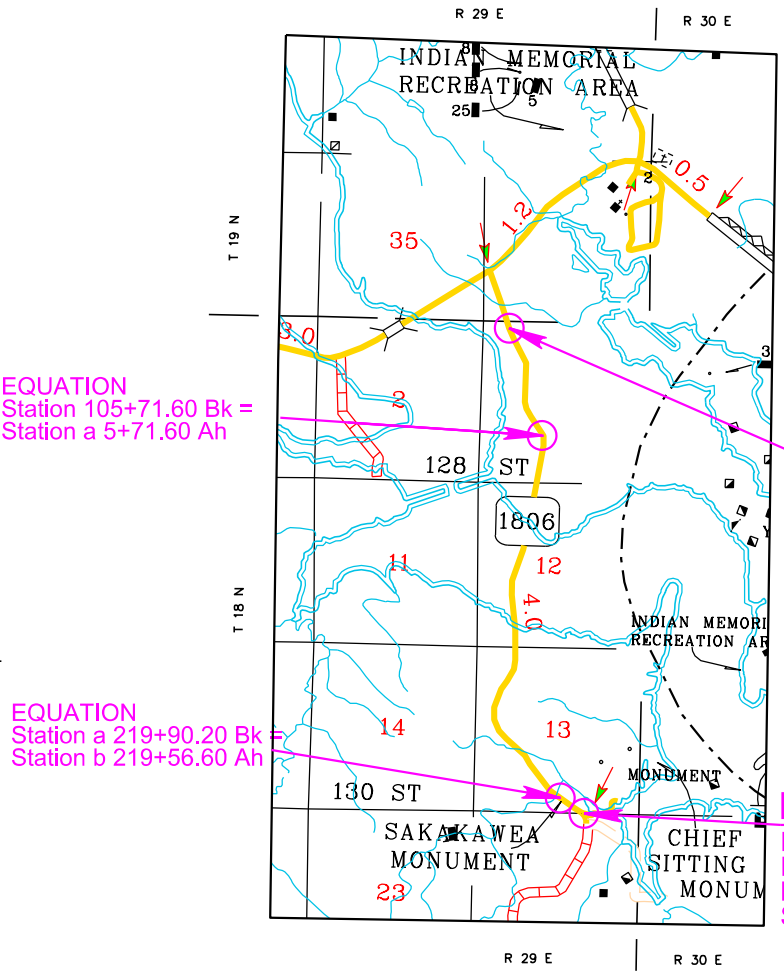 R 29 E
R 30 E
INDIAN MEMORIAL
RECREATION AREA
8
6
25
5
2
0.5
1.2
35
T 19 N
3.0
3
EQUATION
Station 105+71.60 Bk =
Station a 5+71.60 Ah
2
128 ST
1806
11
12
4.0
T 18 N
INDIAN MEMORI
RECREATION AR
EQUATION
Station a 219+90.20 Bk =
Station b 219+56.60 Ah
14
13
MONUMENT
130 ST
SAKAKAWEA
MONUMENT
CHIEF
SITTING
MONUM
23
R 29 E
R 30 E